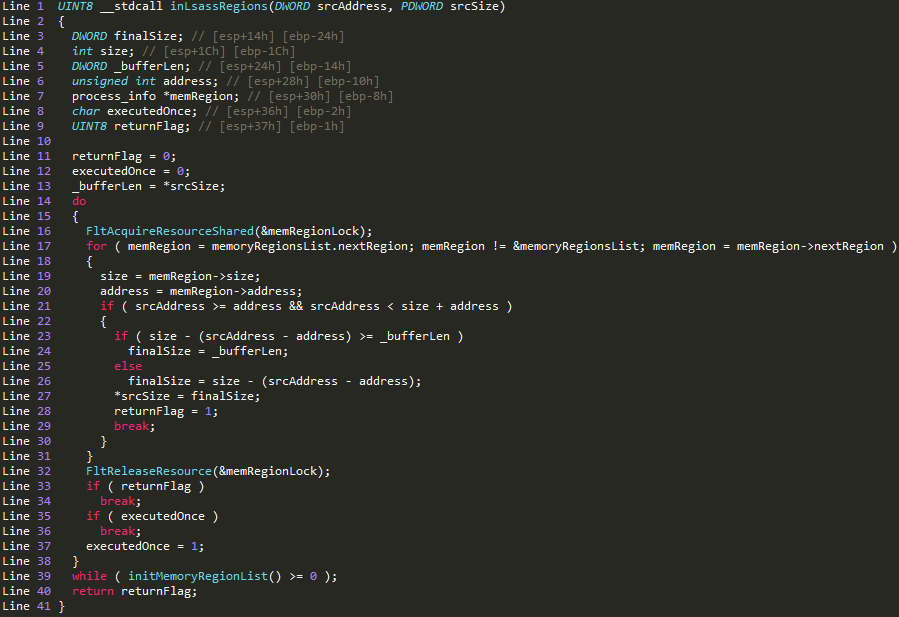 Line 1 UINT8 __stdcall inLsassRegions(DWORD srcAddress, PDWORD srcSize)
Line 2 {
Line 3   DWORD finalSize; // [esp+14h] [ebp-24h]
Line 4   int size; // [esp+1Ch] [ebp-1Ch]
Line 5   DWORD _bufferLen; // [esp+24h] [ebp-14h]
Line 6   unsigned int address; // [esp+28h] [ebp-10h]
Line 7   process_info *memRegion; // [esp+30h] [ebp-8h]
Line 8   char executedOnce; // [esp+36h] [ebp-2h]
Line 9   UINT8 returnFlag; // [esp+37h] [ebp-1h]
Line 10
Line 11   returnFlag = 0;
Line 12   executedOnce = 0;
Line 13   _bufferLen = *srcSize;
Line 14   do
Line 15   {
Line 16     FltAcquireResourceShared(&memRegionLock);
Line 17     for ( memRegion = memoryRegionsList.nextRegion; memRegion != &memoryRegionsList; memRegion = memRegion->nextRegion )
Line 18     {
Line 19       size = memRegion->size;
Line 20       address = memRegion->address;
Line 21       if ( srcAddress >= address && srcAddress < size + address )
Line 22       {
Line 23         if ( size - (srcAddress - address) >= _bufferLen )
Line 24           finalSize = _bufferLen;
Line 25         else
Line 26           finalSize = size - (srcAddress - address);
Line 27         *srcSize = finalSize;
Line 28         returnFlag = 1;
Line 29         break;
Line 30       }
Line 31     }
Line 32     FltReleaseResource(&memRegionLock);
Line 33     if ( returnFlag )
Line 34       break;
Line 35     if ( executedOnce )
Line 36       break;
Line 37     executedOnce = 1;
Line 38   }
Line 39   while ( initMemoryRegionList() >= 0 );
Line 40   return returnFlag;
Line 41 }